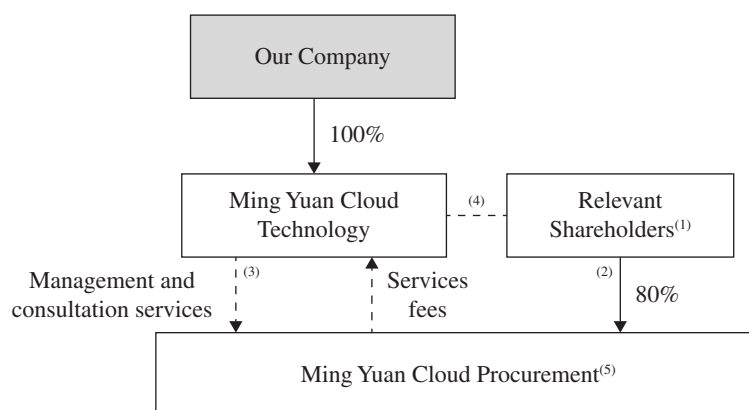 Our Company
100%
Ming Yuan Cloud
Technology
(4)
Relevant
Shareholders(1)
Management and
consultation services
(3)
Services
fees
(2)
80%
Ming Yuan Cloud Procurement(5)